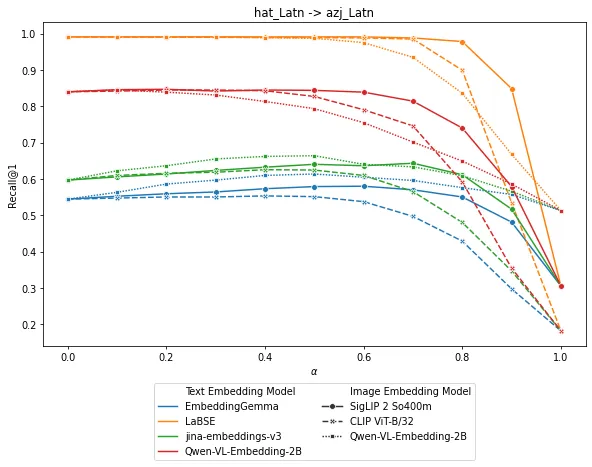 hat_Latn -> azj_Latn
Recall@1
1.0
0.9
0.8
0.7
0.6
0.5
0.4
0.3
0.2
0.0 0.2 0.4 0.6 0.8 1.0
α
Text Embedding Model
EmbeddingGemma
LaBSE
jina-embeddings-v3
Qwen-VL-Embedding-2B
Image Embedding Model
SigLIP 2 So400m
CLIP ViT-B/32
Qwen-VL-Embedding-2B